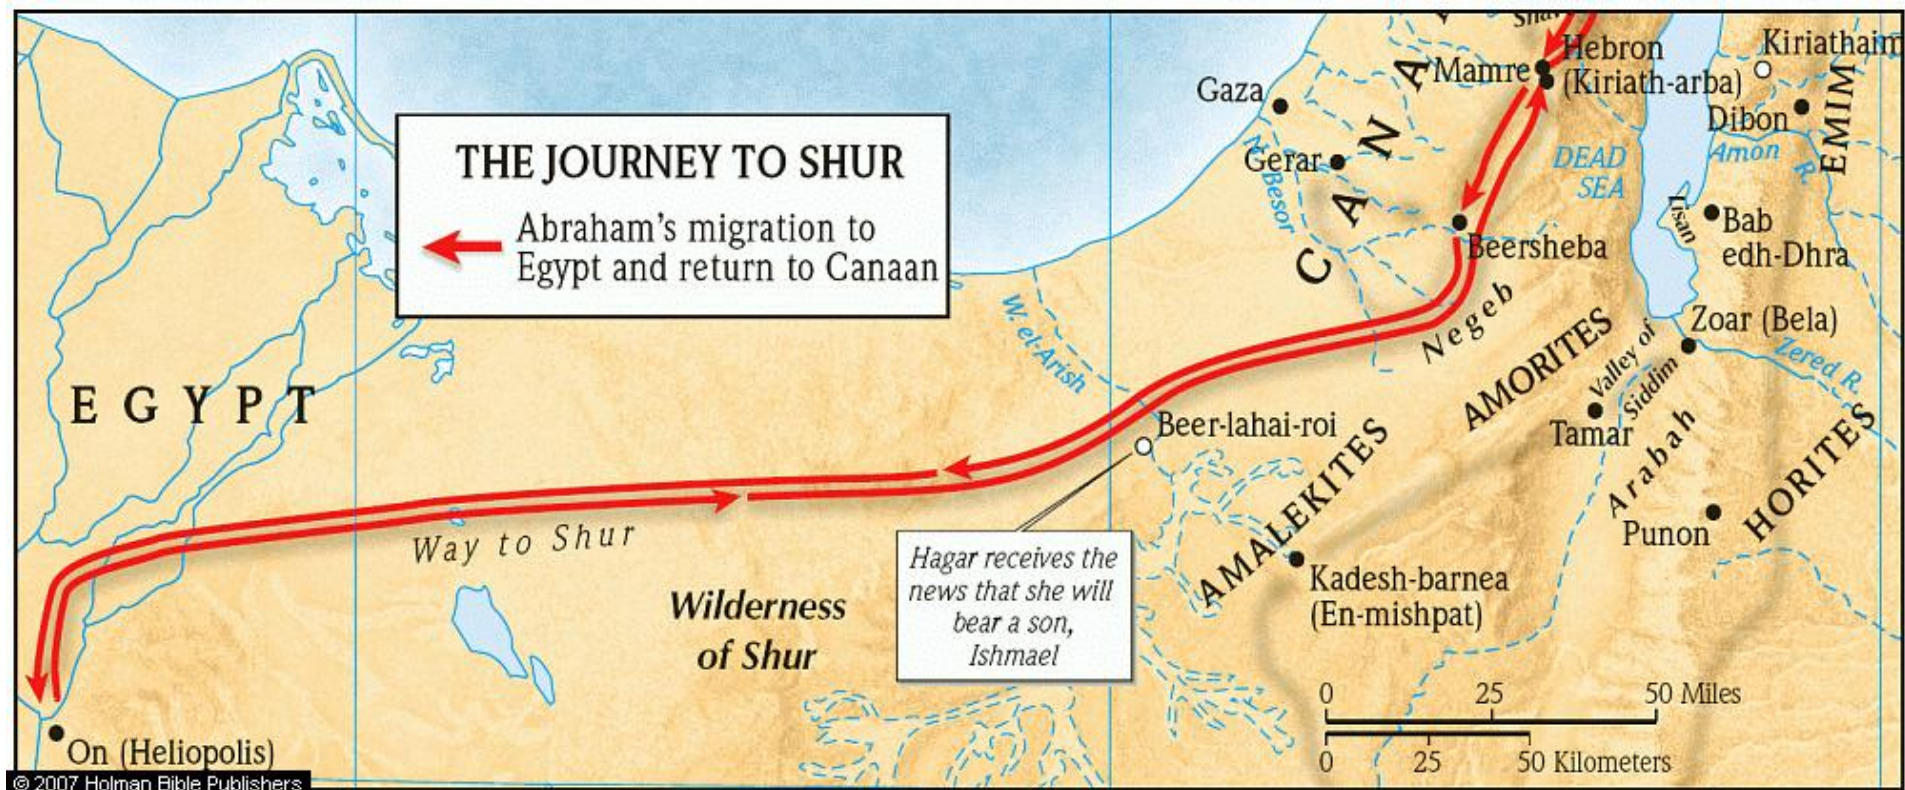 THE JOURNEY TO SHUR
Abraham's migration to
Egypt and return to Canaan
Hebron
(Kiriath-arba)
Mamre
Kiriathaim
Gaza
Dibon
EMIM
Gerar
CANA
N. Besor
DEAD
SEA
Arnon
R.
Lisan
Bab
edh-Dhra
Beersheba
Negeb
W. el-Arish
Zoar (Bela)
Zered R.
AMORITES
Valley of
Siddim
EGYPT
Beer-lahai-roi
Tamar
Arabah
HORITES
AMALEKITES
Punon
Way to Shur
Hagar receives the
news that she will
bear a son,
Ishmael
Kadesh-barnea
(En-mishpat)
Wilderness
of Shur
0 25 50 Miles
0 25 50 Kilometers
On (Heliopolis)
© 2007 Holman Bible Publishers